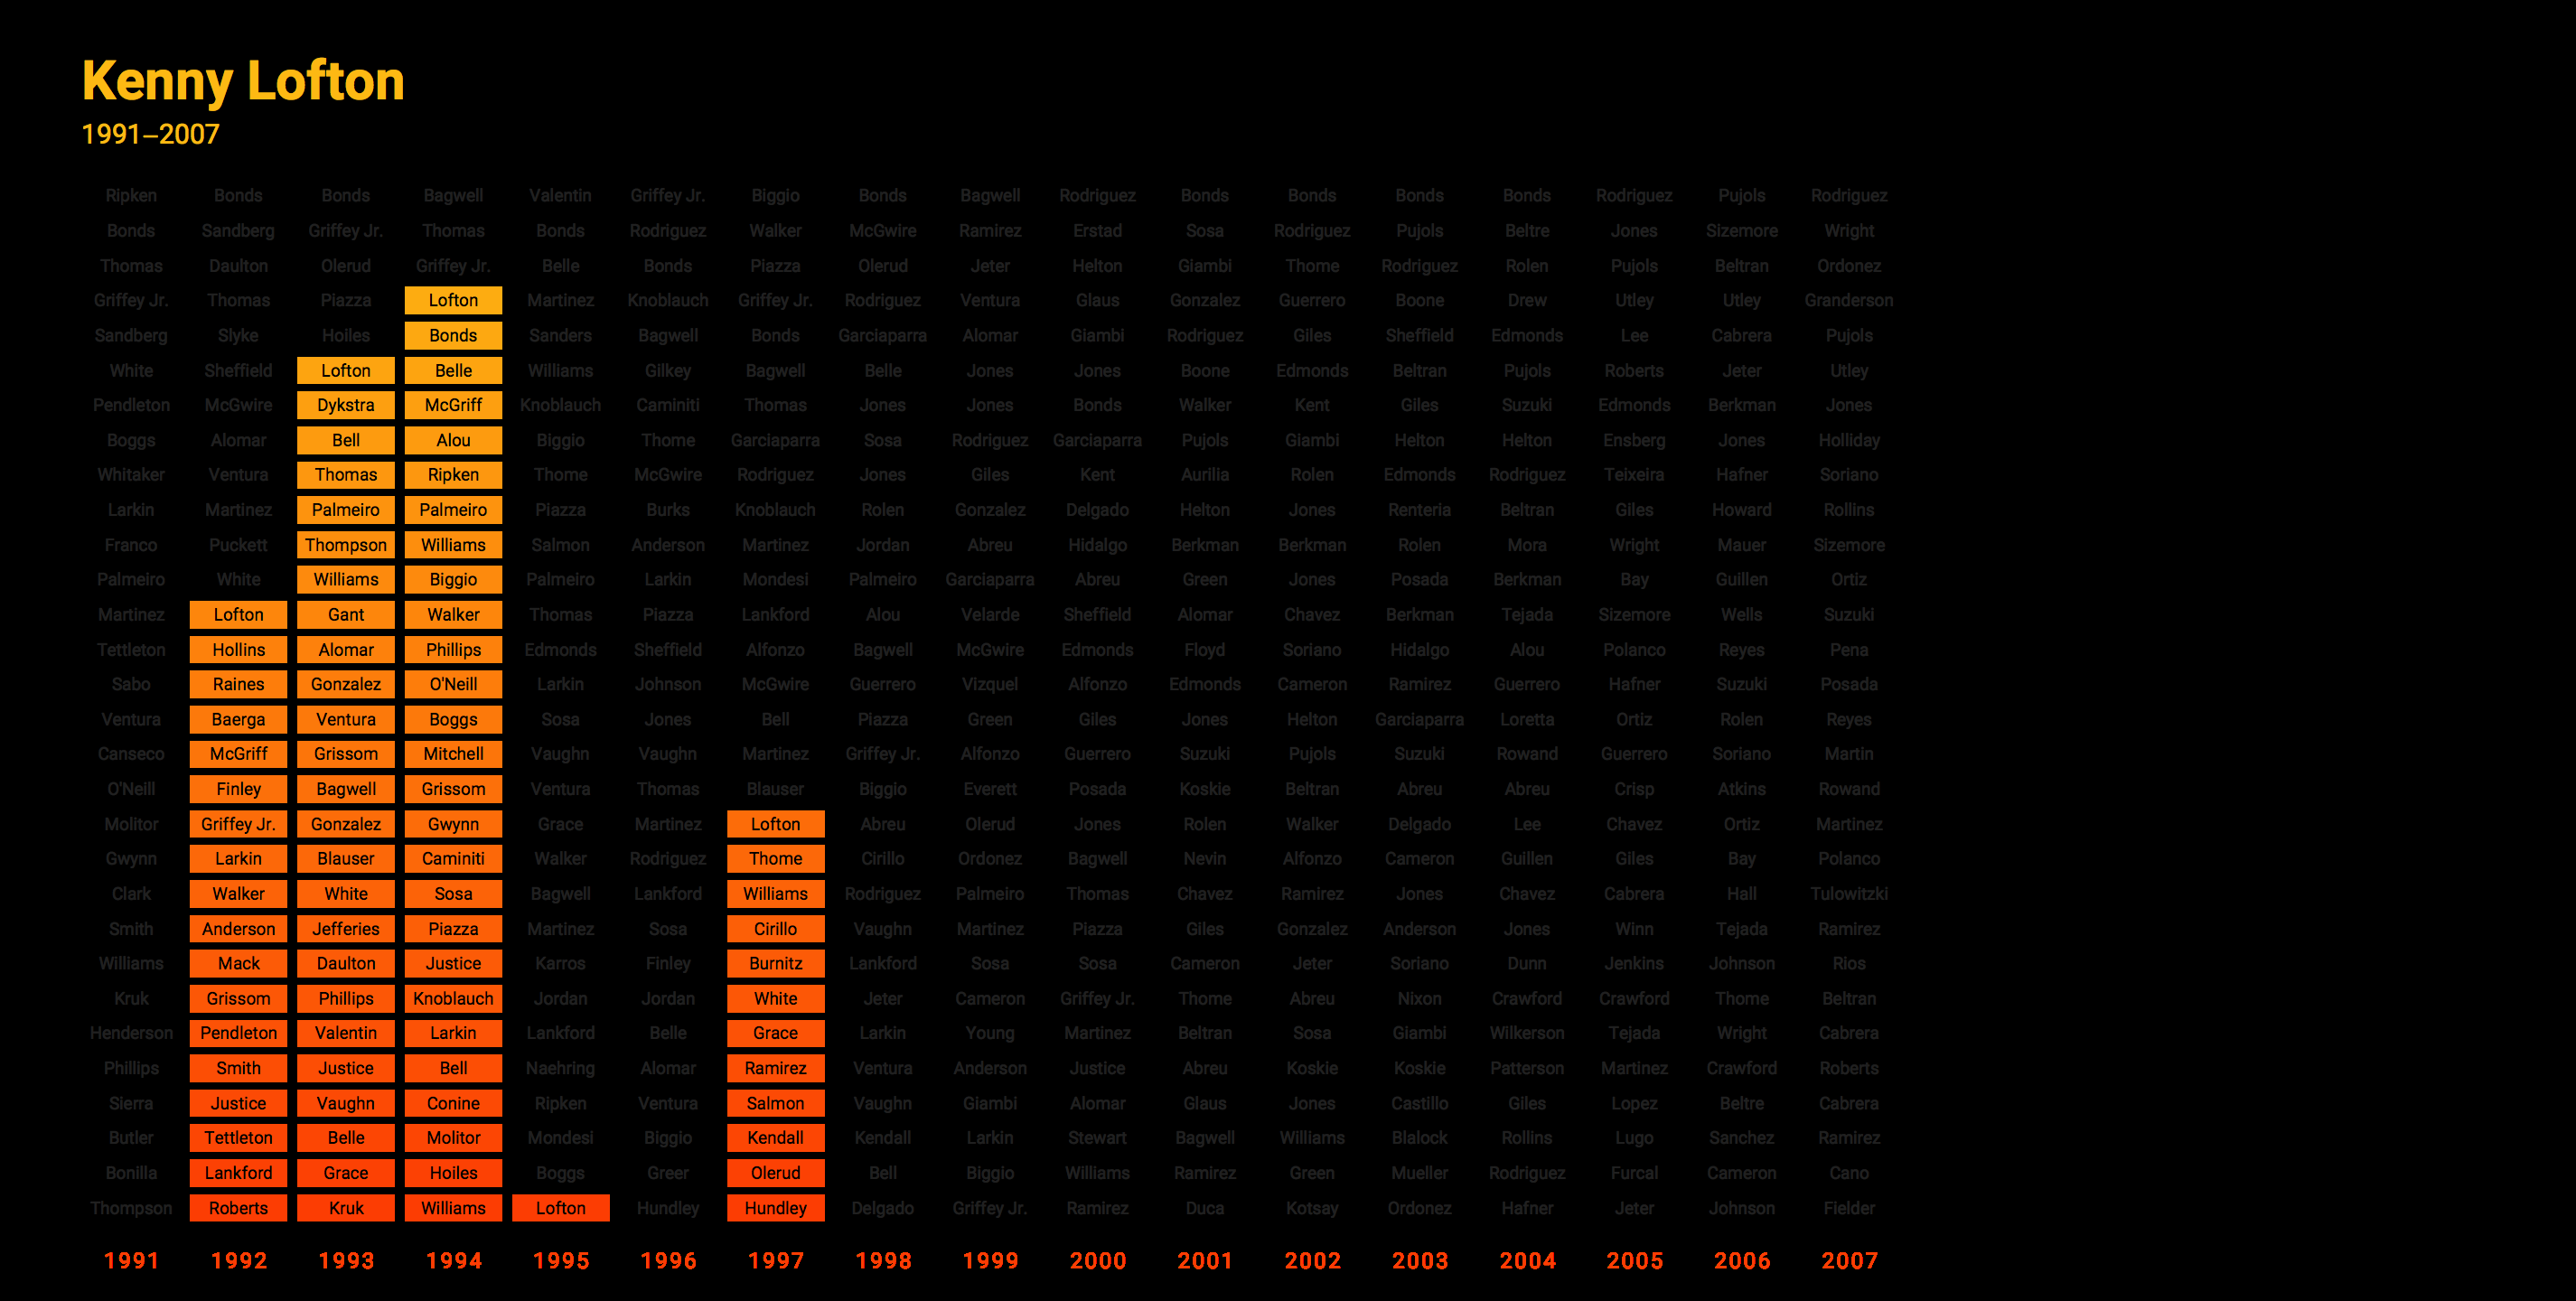 Kenny Lofton
1991–2007
Ripken Bonds Bonds Bagwell Valentin Griffey Jr. Biggio Bonds Bagwell Rodriguez Bonds Bonds Bonds Bonds Rodriguez Pujols Rodriguez
Bonds Sandberg Griffey Jr. Thomas Bonds Rodriguez Walker McGwire Ramirez Erstad Sosa Rodriguez Pujols Beltre Jones Sizemore Wright
Thomas Daulton Olerud Griffey Jr. Belle Bonds Piazza Olerud Jeter Helton Giambi Thome Rodriguez Rolen Pujols Beltran Ordonez
Griffey Jr. Thomas Piazza Lofton Martinez Knoblauch Griffey Jr. Rodriguez Ventura Glaus Gonzalez Guerrero Boone Drew Utley Utley Granderson
Sandberg Slyke Hoiles Bonds Sanders Bagwell Bonds Garciaparra Alomar Giambi Rodriguez Giles Sheffield Edmonds Lee Cabrera Pujols
White Sheffield Lofton Belle Williams Gilkey Bagwell Belle Jones Jones Boone Edmonds Beltran Pujols Roberts Jeter Utley
Pendleton McGwire Dykstra McGriff Knoblauch Caminiti Thomas Jones Jones Bonds Walker Kent Giles Suzuki Edmonds Berkman Jones
Boggs Alomar Bell Alou Biggio Thome Garciaparra Sosa Rodriguez Garciaparra Pujols Giambi Helton Helton Ensberg Jones Holliday
Whitaker Ventura Thomas Ripken Thome McGwire Rodriguez Jones Giles Kent Aurilia Rolen Edmonds Rodriguez Teixeira Hafner Soriano
Larkin Martinez Palmeiro Palmeiro Piazza Burks Knoblauch Rolen Gonzalez Delgado Helton Jones Renteria Beltran Giles Howard Rollins
Franco Puckett Thompson Williams Salmon Anderson Martinez Jordan Abreu Hidalgo Berkman Berkman Rolen Mora Wright Mauer Sizemore
Palmeiro White Williams Biggio Palmeiro Larkin Mondesi Palmeiro Garciaparra Abreu Green Jones Posada Berkman Bay Guillen Ortiz
Martinez Lofton Gant Walker Thomas Piazza Lankford Alou Velarde Sheffield Alomar Chavez Berkman Tejada Sizemore Wells Suzuki
Tettleton Hollins Alomar Phillips Edmonds Sheffield Alfonzo Bagwell McGwire Edmonds Floyd Soriano Hidalgo Alou Polanco Reyes Pena
Sabo Raines Gonzalez O'Neill Larkin Johnson McGwire Guerrero Vizquel Alfonzo Edmonds Cameron Ramirez Guerrero Hafner Suzuki Posada
Ventura Baerga Ventura Boggs Sosa Jones Bell Piazza Green Giles Jones Helton Garciaparra Loretta Ortiz Rolen Reyes
Canseco McGriff Grissom Mitchell Vaughn Vaughn Martinez Griffey Jr. Alfonzo Guerrero Suzuki Pujols Suzuki Rowand Guerrero Soriano Martin
O'Neill Finley Bagwell Grissom Ventura Thomas Blauser Biggio Everett Posada Koskie Beltran Abreu Abreu Crisp Atkins Rowand
Molitor Griffey Jr. Gonzalez Gwynn Grace Martinez Lofton Abreu Olerud Jones Rolen Walker Delgado Lee Chavez Ortiz Martinez
Gwynn Larkin Blauser Caminiti Walker Rodriguez Thome Cirillo Ordonez Bagwell Nevin Alfonzo Cameron Guillen Giles Bay Polanco
Clark Walker White Sosa Bagwell Lankford Williams Rodriguez Palmeiro Thomas Chavez Ramirez Jones Chavez Cabrera Hall Tulowitzki
Smith Anderson Jefferies Piazza Martinez Sosa Cirillo Vaughn Martinez Piazza Giles Gonzalez Anderson Jones Winn Tejada Ramirez
Williams Mack Daulton Justice Karros Finley Burnitz Lankford Sosa Sosa Cameron Jeter Soriano Dunn Jenkins Johnson Rios
Kruk Grissom Phillips Knoblauch Jordan Jordan White Jeter Cameron Griffey Jr. Thome Abreu Nixon Crawford Crawford Thome Beltran
Henderson Pendleton Valentin Larkin Lankford Belle Grace Larkin Young Martinez Beltran Sosa Giambi Wilkerson Tejada Wright Cabrera
Phillips Smith Justice Bell Naehring Alomar Ramirez Ventura Anderson Justice Abreu Koskie Koskie Patterson Martinez Crawford Roberts
Sierra Justice Vaughn Conine Ripken Ventura Salmon Vaughn Giambi Alomar Glaus Jones Castillo Giles Lopez Beltre Cabrera
Butler Tettleton Belle Molitor Mondesi Biggio Kendall Kendall Larkin Stewart Bagwell Williams Blalock Rollins Lugo Sanchez Ramirez
Bonilla Lankford Grace Hoiles Boggs Greer Olerud Bell Biggio Williams Ramirez Green Mueller Rodriguez Furcal Cameron Cano
Thompson Roberts Kruk Williams Lofton Hundley Hundley Delgado Griffey Jr. Ramirez Duca Kotsay Ordonez Hafner Jeter Johnson Fielder
1991 1992 1993 1994 1995 1996 1997 1998 1999 2000 2001 2002 2003 2004 2005 2006 2007